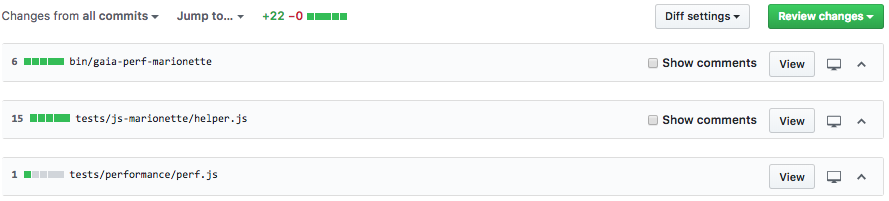 Changes from all commits Jump to... +22 −0 Diff settings Review changes
6 bin/gaia-perf-marionette Show comments View
15 tests/js-marionette/helper.js Show comments View
1 tests/performance/perf.js View